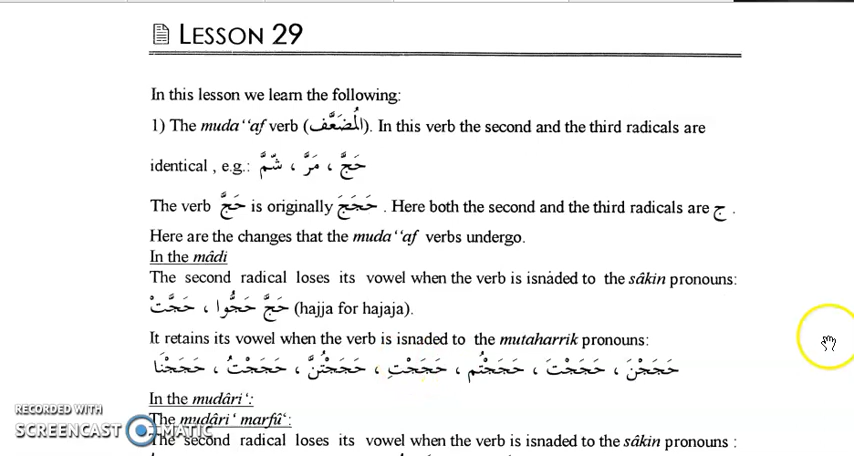 LESSON 29
In this lesson we learn the following:
1) The muda‘‘af verb (المُضَعَّف). In this verb the second and the third radicals are
identical , e.g.: حَجَّ ، مَرَّ ، شَمَّ
The verb حَجَّ is originally حَجَجَ . Here both the second and the third radicals are ج .
Here are the changes that the muda‘‘af verbs undergo.
In the mâdi
The second radical loses its vowel when the verb is isnaded to the sâkin pronouns:
حَجَّ حَجُّوا ، حَجَّتْ (hajja for hajaja).
It retains its vowel when the verb is isnaded to the mutaharrik pronouns:
حَجَجْنَ ، حَجَجْتَ ، حَجَجْتُم ، حَجَجْتِ ، حَجَجْتُنَّ ، حَجَجْتُ ، حَجَجْنَا
In the mudâri‘:
The mudâri‘ marfû‘:
The second radical loses its vowel when the verb is isnaded to the sâkin pronouns :
RECORDED WITH
SCREENCAST MATIC